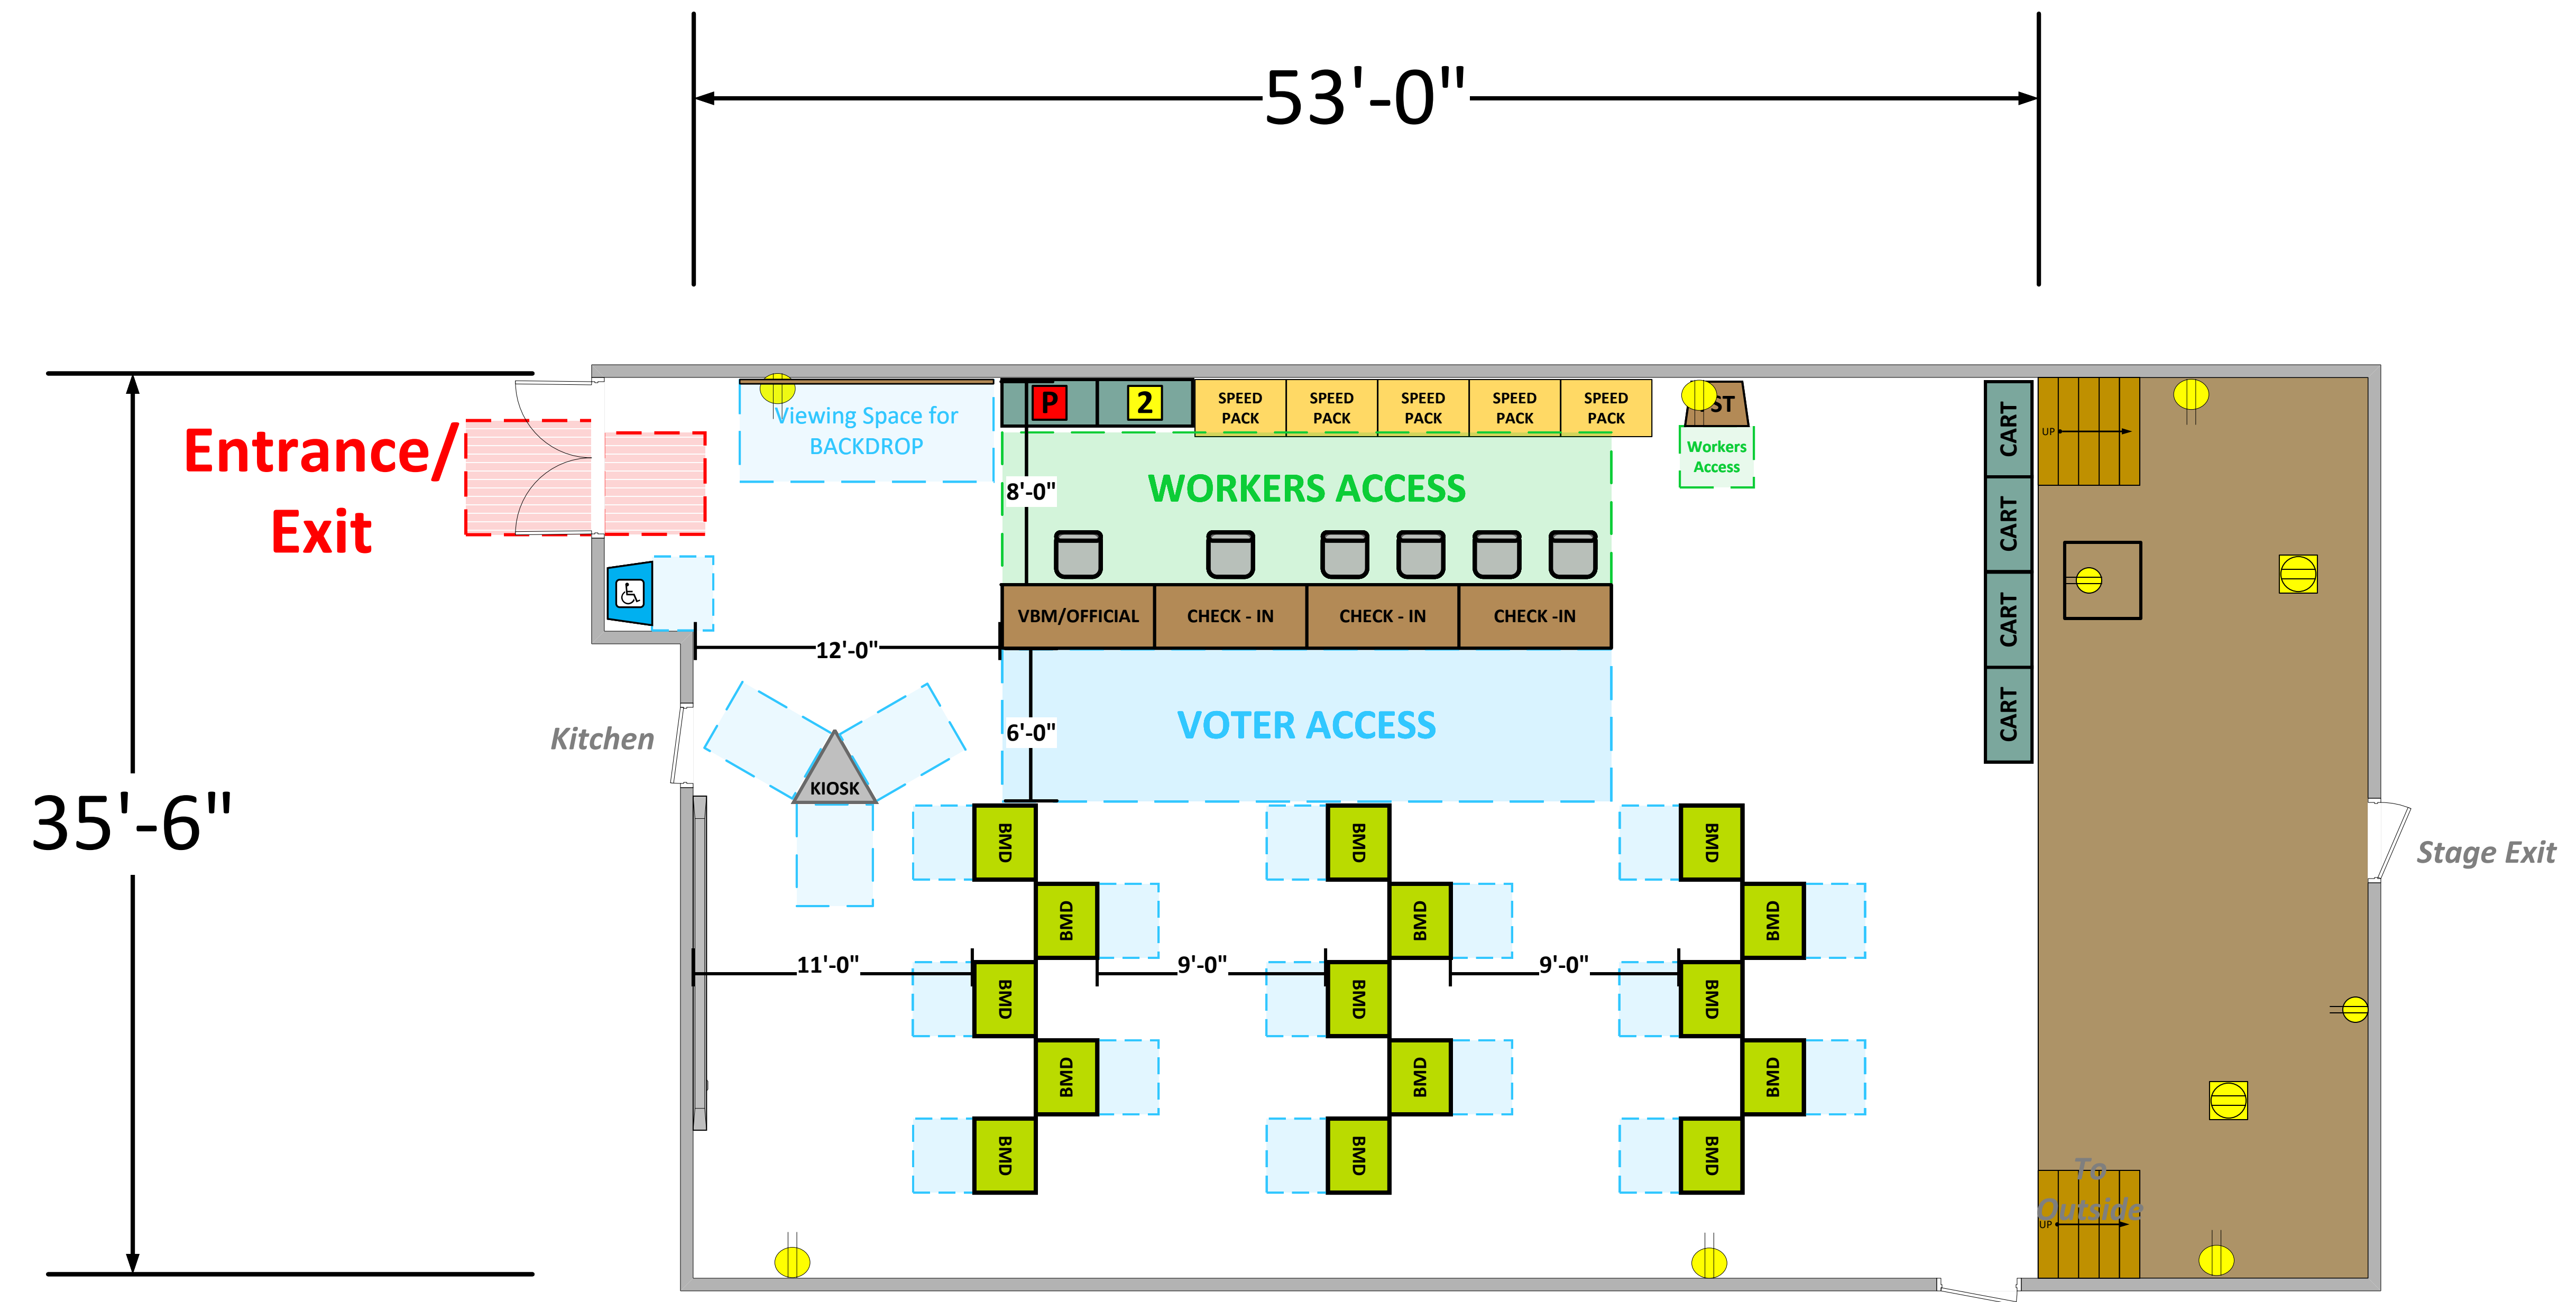 53'-0"
35'-6"
Entrance/
Exit
Viewing Space for
BACKDROP
P
2
SPEED
PACK
SPEED
PACK
SPEED
PACK
SPEED
PACK
SPEED
PACK
Workers
Access
WORKERS ACCESS
8'-0"
VBM/OFFICIAL
CHECK - IN
CHECK - IN
CHECK -IN
12'-0"
VOTER ACCESS
6'-0"
Kitchen
KIOSK
CART
CART
CART
CART
UP
Stage Exit
BMD
BMD
BMD
BMD
BMD
BMD
11'-0"
9'-0"
9'-0"
BMD
BMD
BMD
BMD
BMD
BMD
BMD
BMD
BMD
To
Outside
UP